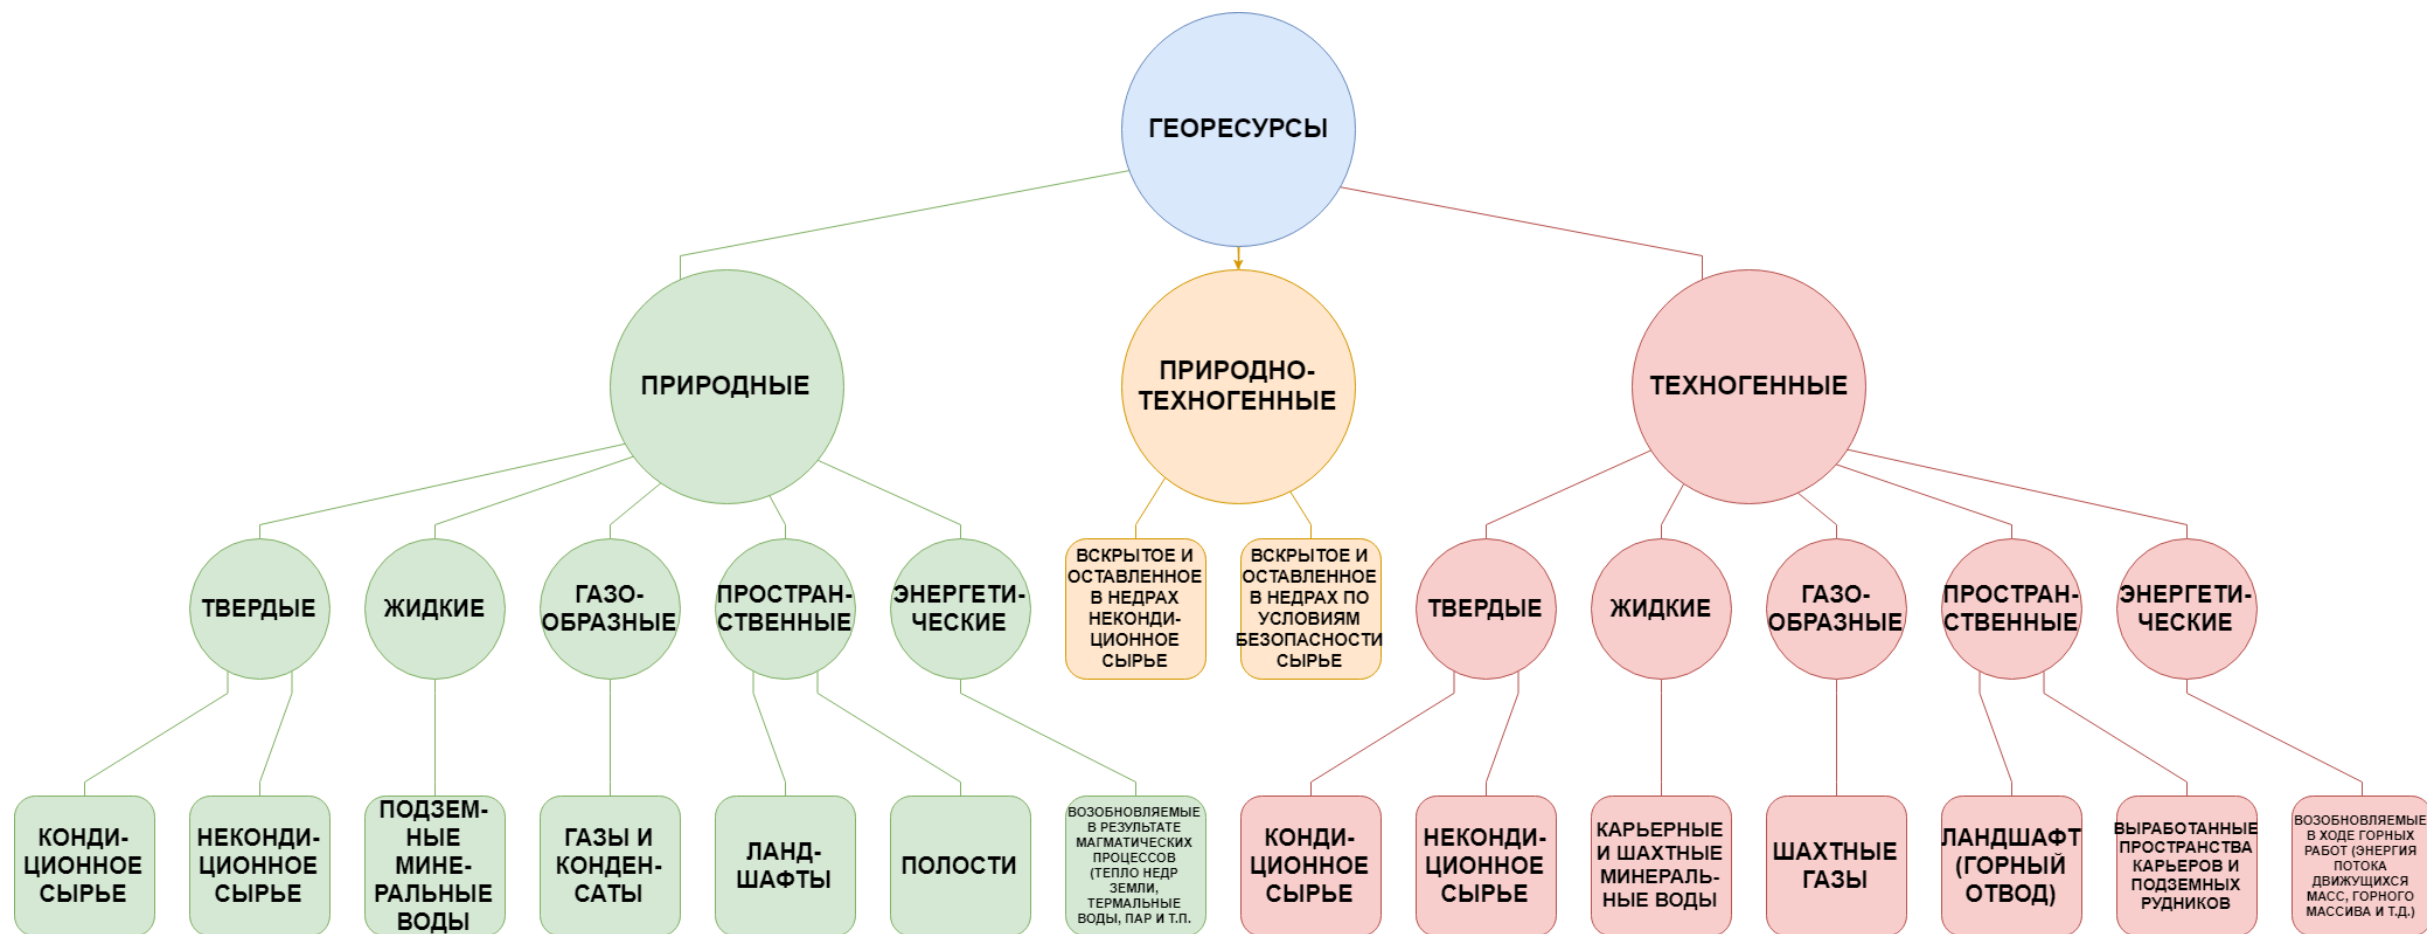 ГЕОРЕСУРСЫ
ПРИРОДНЫЕ
ПРИРОДНО-
ТЕХНОГЕННЫЕ
ТЕХНОГЕННЫЕ
ТВЕРДЫЕ
ЖИДКИЕ
ГАЗО-
ОБРАЗНЫЕ
ПРОСТРАН-
СТВЕННЫЕ
ЭНЕРГЕТИ-
ЧЕСКИЕ
ВСКРЫТОЕ И
ОСТАВЛЕННОЕ
В НЕДРАХ
НЕКОНДИ-
ЦИОННОЕ
СЫРЬЕ
ВСКРЫТОЕ И
ОСТАВЛЕННОЕ
В НЕДРАХ ПО
УСЛОВИЯМ
БЕЗОПАСНОСТИ
СЫРЬЕ
ТВЕРДЫЕ
ЖИДКИЕ
ГАЗО-
ОБРАЗНЫЕ
ПРОСТРАН-
СТВЕННЫЕ
ЭНЕРГЕТИ-
ЧЕСКИЕ
КОНДИ-
ЦИОННОЕ
СЫРЬЕ
НЕКОНДИ-
ЦИОННОЕ
СЫРЬЕ
ПОДЗЕМ-
НЫЕ
МИНЕ-
РАЛЬНЫЕ
ВОДЫ
ГАЗЫ И
КОНДЕН-
САТЫ
ЛАНД-
ШАФТЫ
ПОЛОСТИ
ВОЗОБНОВЛЯЕМЫЕ
В РЕЗУЛЬТАТЕ
МАГМАТИЧЕСКИХ
ПРОЦЕССОВ
(ТЕПЛО НЕДР
ЗЕМЛИ,
ТЕРМАЛЬНЫЕ
ВОДЫ, ПАР И Т.П.
КОНДИ-
ЦИОННОЕ
СЫРЬЕ
НЕКОНДИ-
ЦИОННОЕ
СЫРЬЕ
КАРЬЕРНЫЕ
И ШАХТНЫЕ
МИНЕРАЛЬ-
НЫЕ ВОДЫ
ШАХТНЫЕ
ГАЗЫ
ЛАНДШАФТ
(ГОРНЫЙ
ОТВОД)
ВЫРАБОТАННЫЕ
ПРОСТРАНСТВА
КАРЬЕРОВ И
ПОДЗЕМНЫХ
РУДНИКОВ
ВОЗОБНОВЛЯЕМЫЕ
В ХОДЕ ГОРНЫХ
РАБОТ (ЭНЕРГИЯ
ПОТОКА
ДВИЖУЩИХСЯ
МАСС, ГОРНОГО
МАССИВА И Т.Д.)